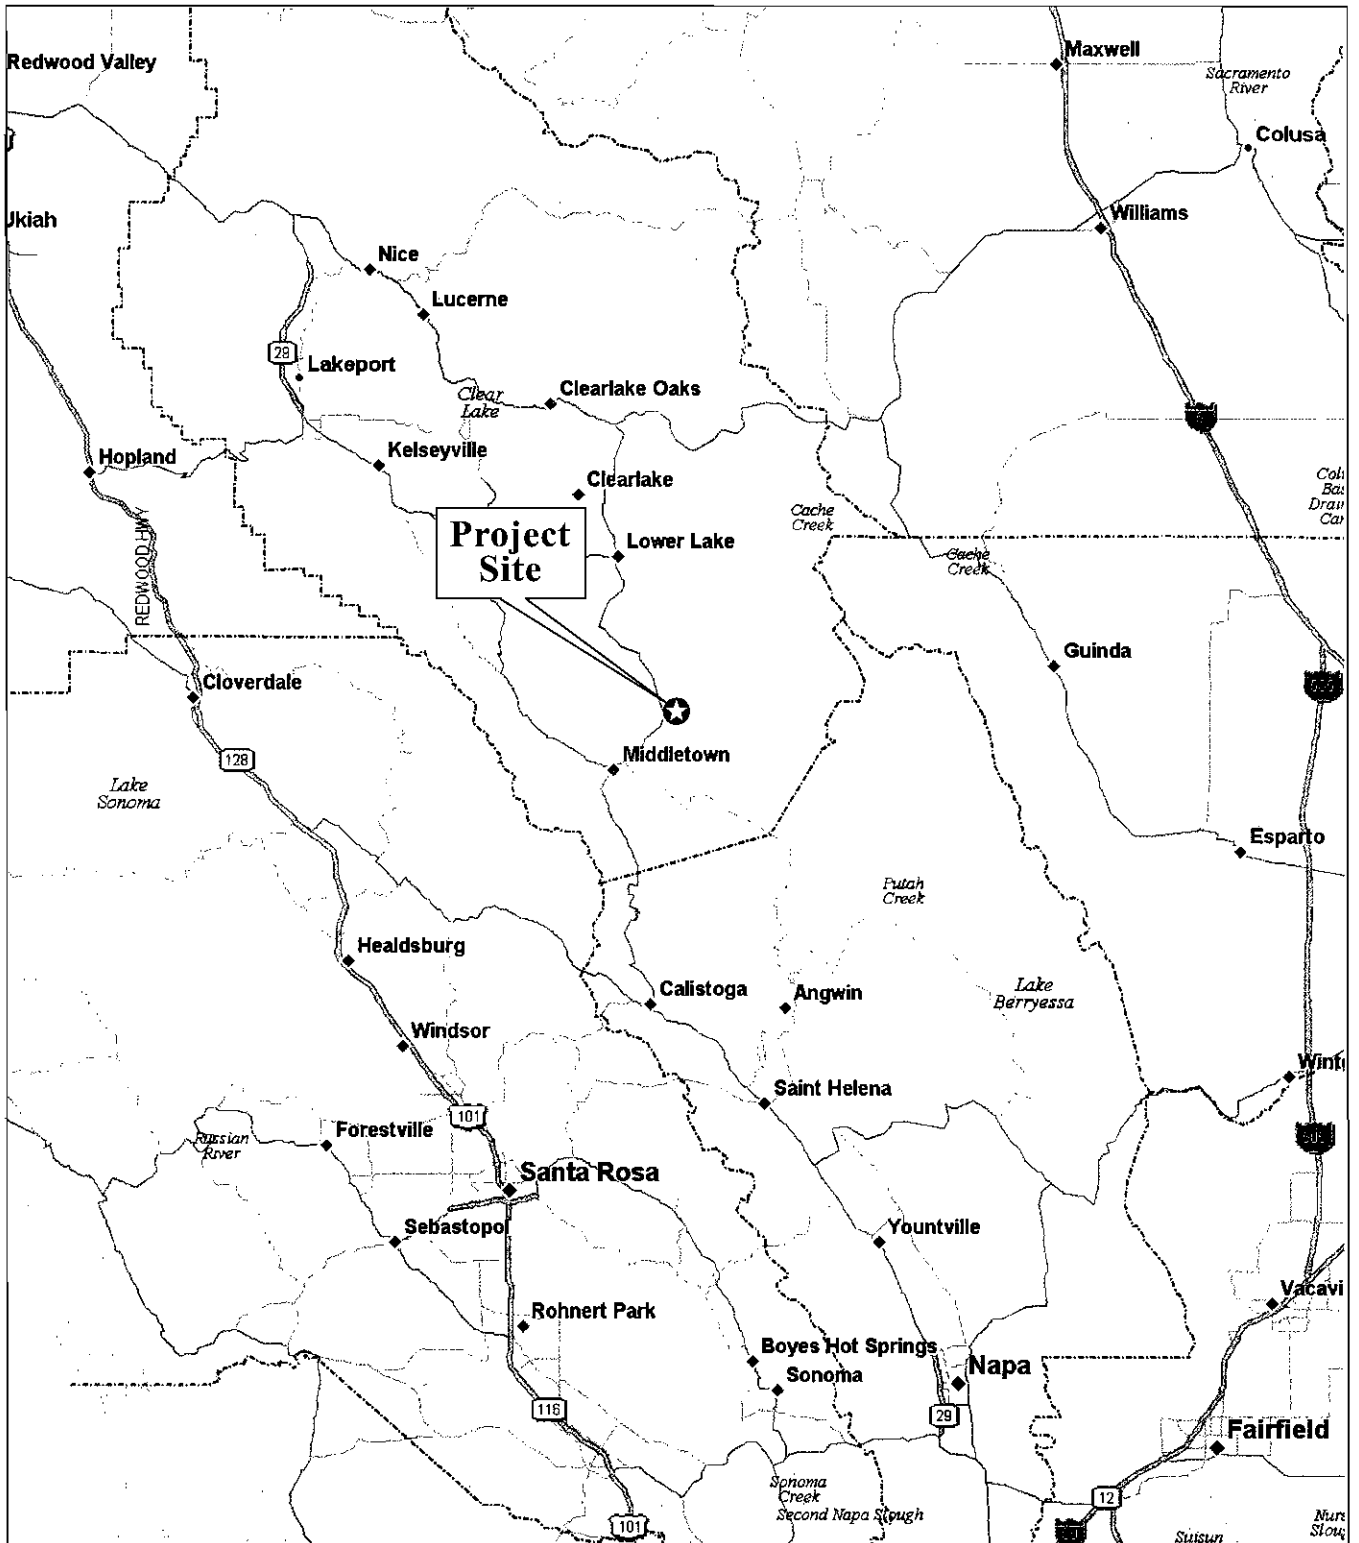 Redwood Valley
Maxwell
Sacramento
River
Colusa
Ukiah
Williams
Nice
Lucerne
29
Lakeport
Clear
Lake
Clearlake Oaks
Hopland
Kelseyville
Clearlake
Cache
Creek
Project
Site
Lower Lake
Cache
Creek
REDWOOD HWY
Guinda
Cloverdale
Middletown
128
Lake
Sonoma
Esparto
Putah
Creek
Healdsburg
Calistoga
Angwin
Lake
Berryessa
Windsor
Wint
Saint Helena
101
Forestville
Russian
River
Santa Rosa
Sebastopol
Yountville
Vacavi
Rohnert Park
Boyes Hot Springs
Sonoma
Napa
116
29
Fairfield
Sonoma
Creek
Second Napa Slough
12
101
Suisun